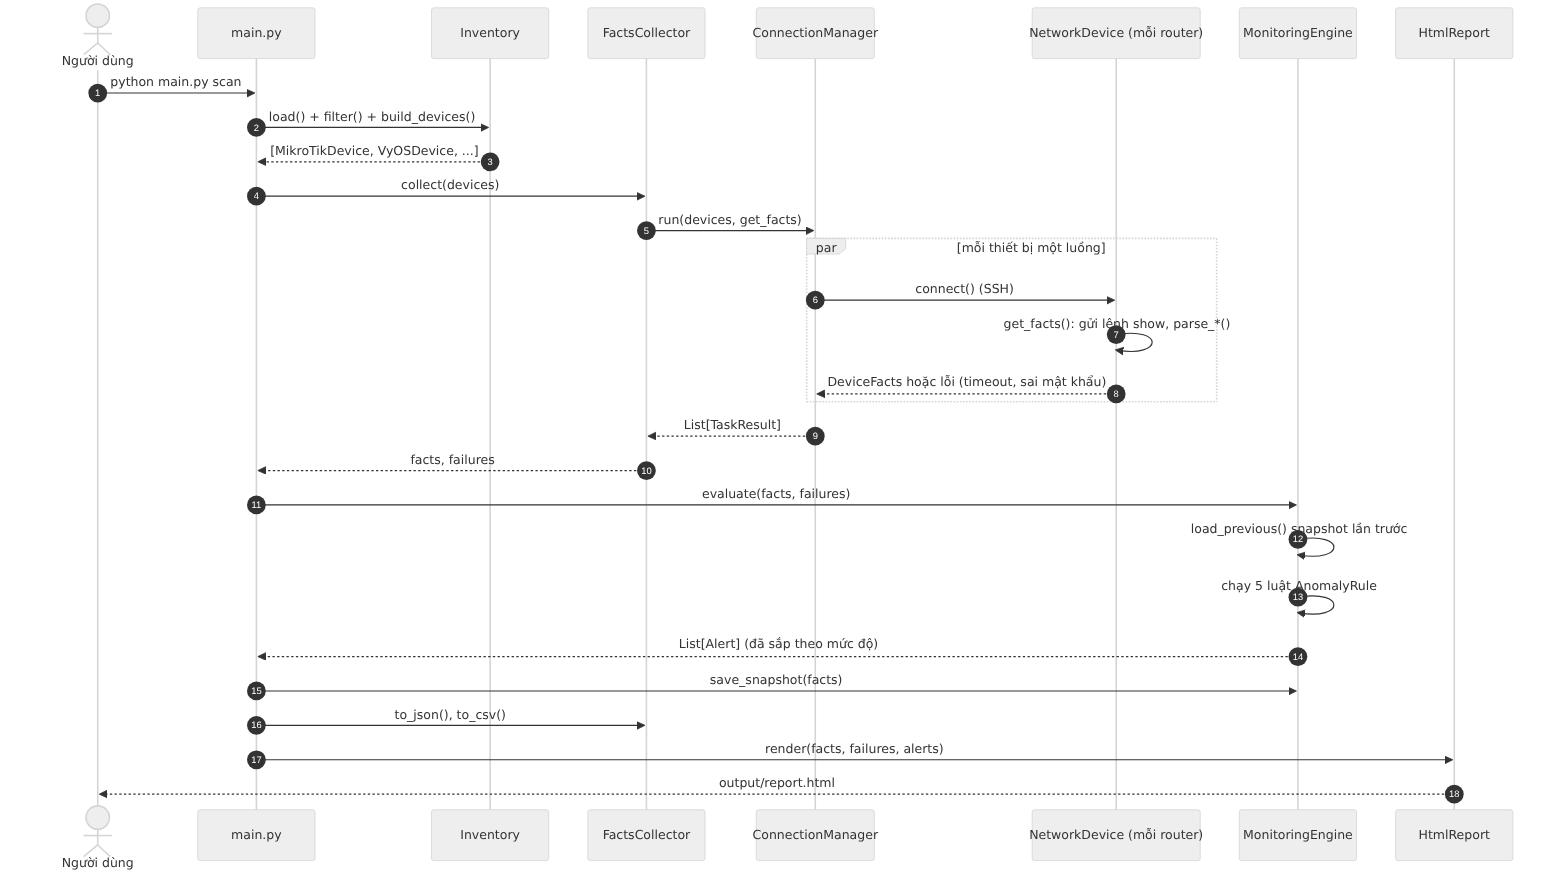 Người dùng
main.py
Inventory
FactsCollector
ConnectionManager
NetworkDevice (mỗi router)
MonitoringEngine
HtmlReport
1
python main.py scan
2
load() + filter() + build_devices()
[MikroTikDevice, VyOSDevice, ...]
3
4
collect(devices)
5
run(devices, get_facts)
par
[mỗi thiết bị một luồng]
6
connect() (SSH)
get_facts(): gửi lệnh show, parse_*()
7
DeviceFacts hoặc lỗi (timeout, sai mật khẩu)
8
List[TaskResult]
9
facts, failures
10
11
evaluate(facts, failures)
load_previous() snapshot lần trước
12
chạy 5 luật AnomalyRule
13
List[Alert] (đã sắp theo mức độ)
14
15
save_snapshot(facts)
16
to_json(), to_csv()
17
render(facts, failures, alerts)
output/report.html
18
Người dùng
main.py
Inventory
FactsCollector
ConnectionManager
NetworkDevice (mỗi router)
MonitoringEngine
HtmlReport